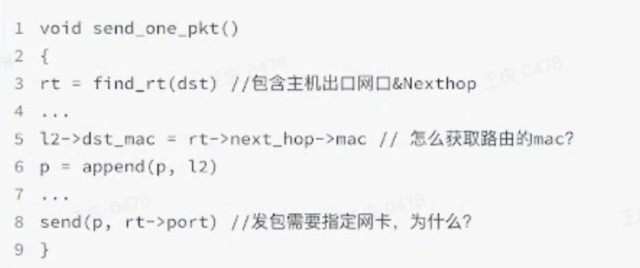 1 void send_one_pkt()
2 {
3 rt = find_rt(dst) //包含主机出口网口&Nexthop
4 ...
5 l2->dst_mac = rt->next_hop->mac // 怎么获取路由的mac?
6 p = append(p, l2)
7 ...
8 send(p, rt->port) //发包需要指定网卡，为什么?
9 }